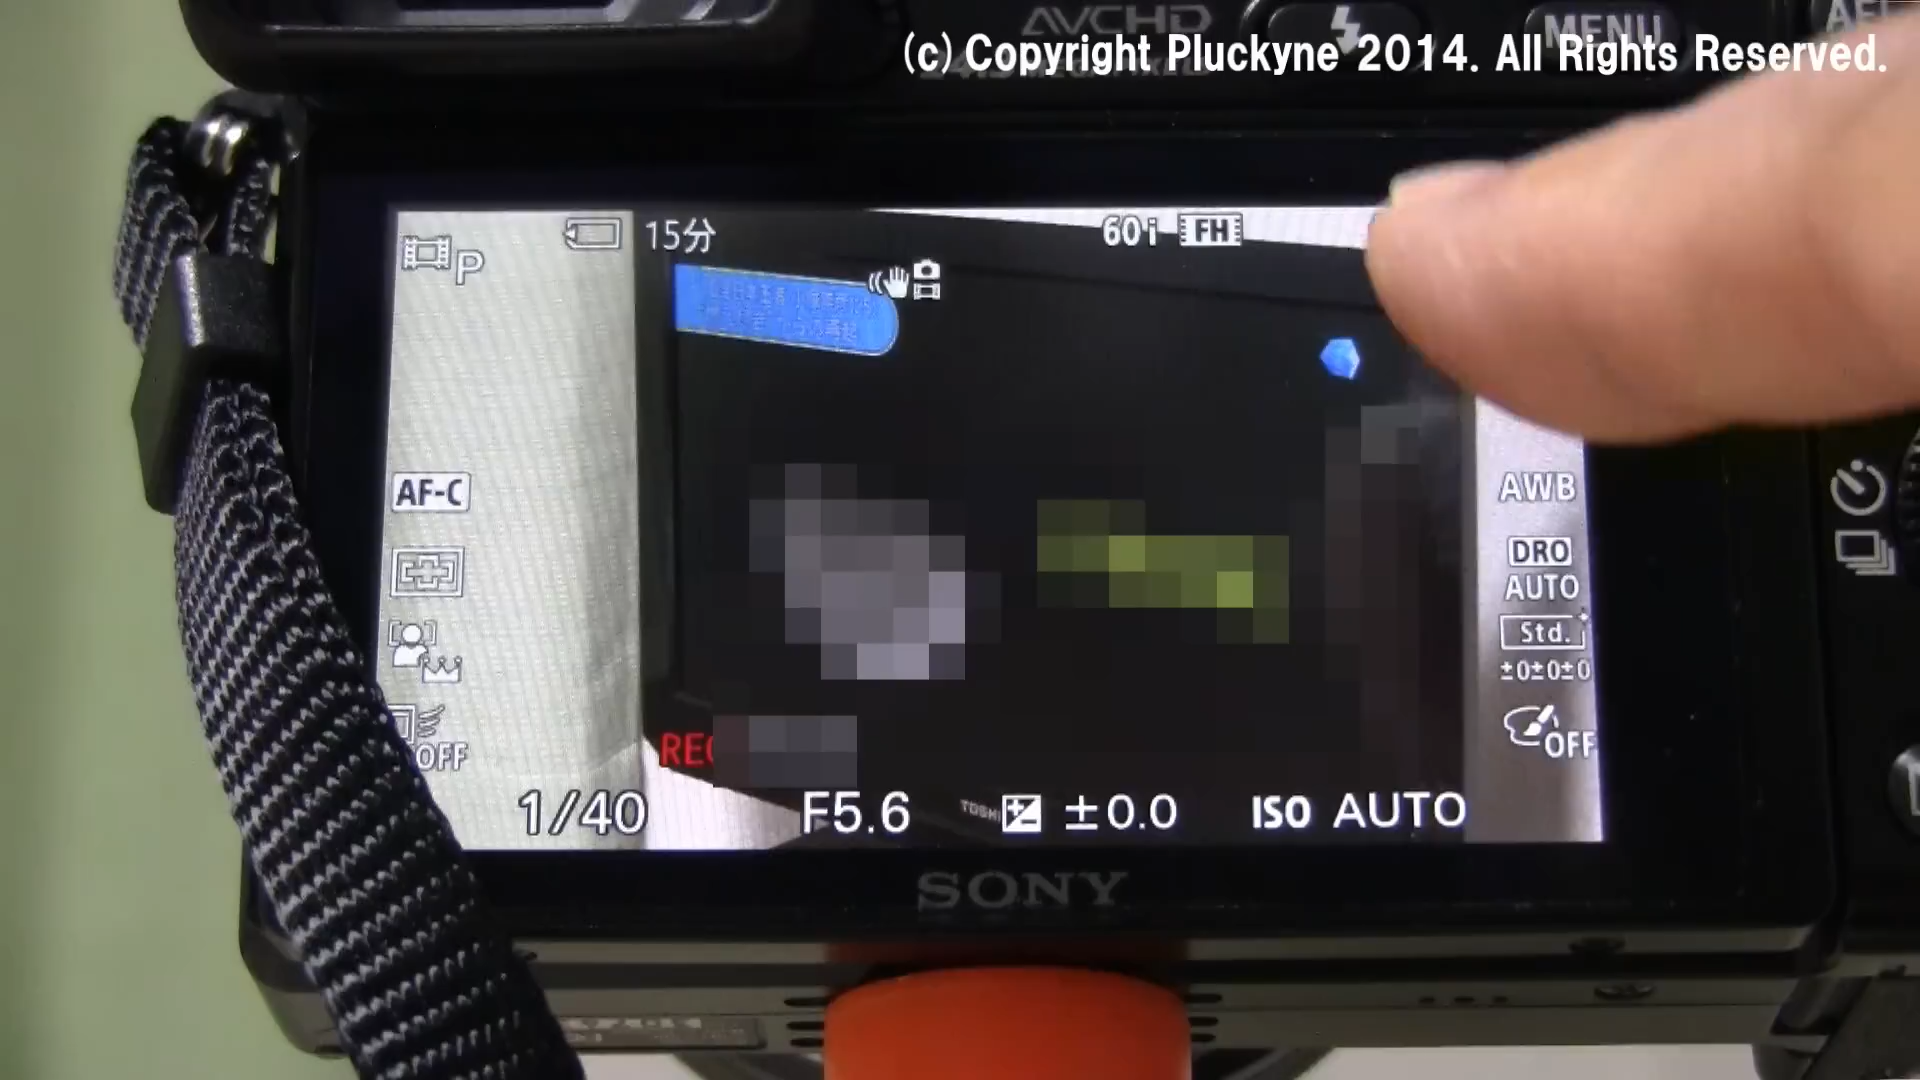 AVCHD
MENU
(c) Copyright Pluckyne 2014. All Rights Reserved.
15分
60i FH
P
AF-C
AWB
DRO
AUTO
Std.
±0±0±0
OFF
OFF
REC
1/40 F5.6 ±0.0 ISO AUTO
SONY